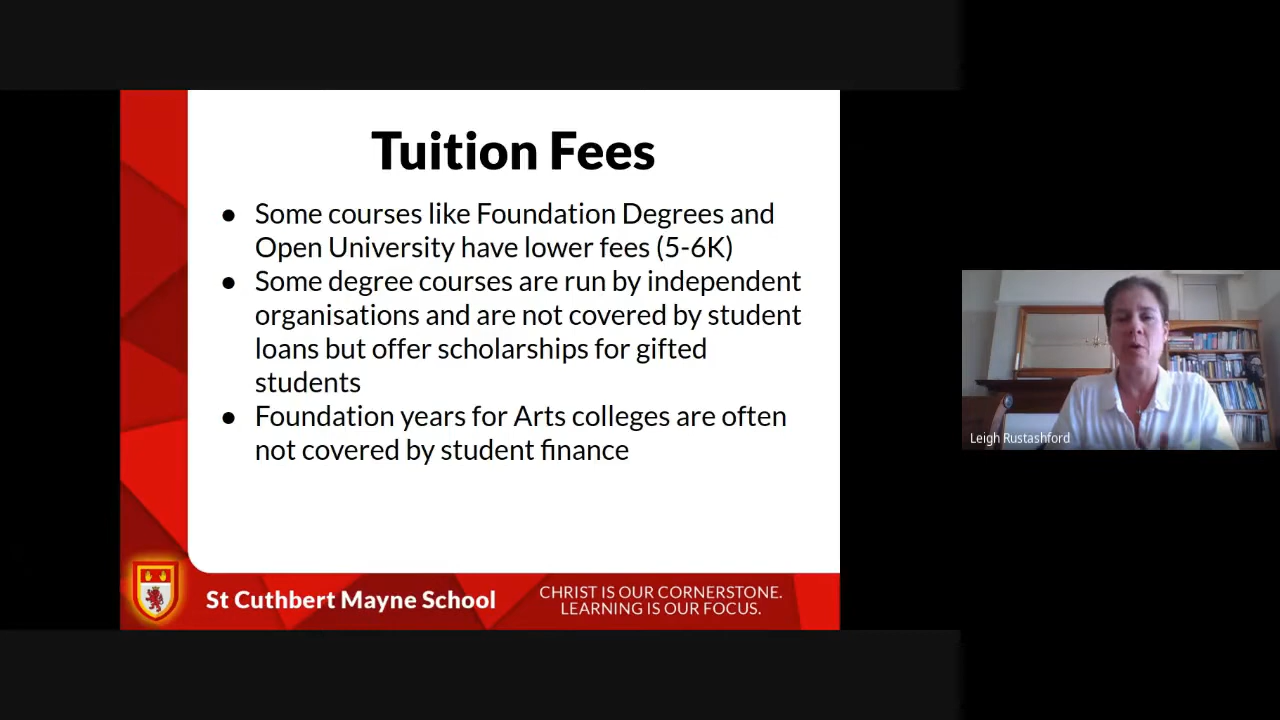 Tuition Fees
● Some courses like Foundation Degrees and
Open University have lower fees (5-6K)
● Some degree courses are run by independent
organisations and are not covered by student
loans but offer scholarships for gifted
students
● Foundation years for Arts colleges are often
not covered by student finance
St Cuthbert Mayne School
CHRIST IS OUR CORNERSTONE.
LEARNING IS OUR FOCUS.
Leigh Rustashford